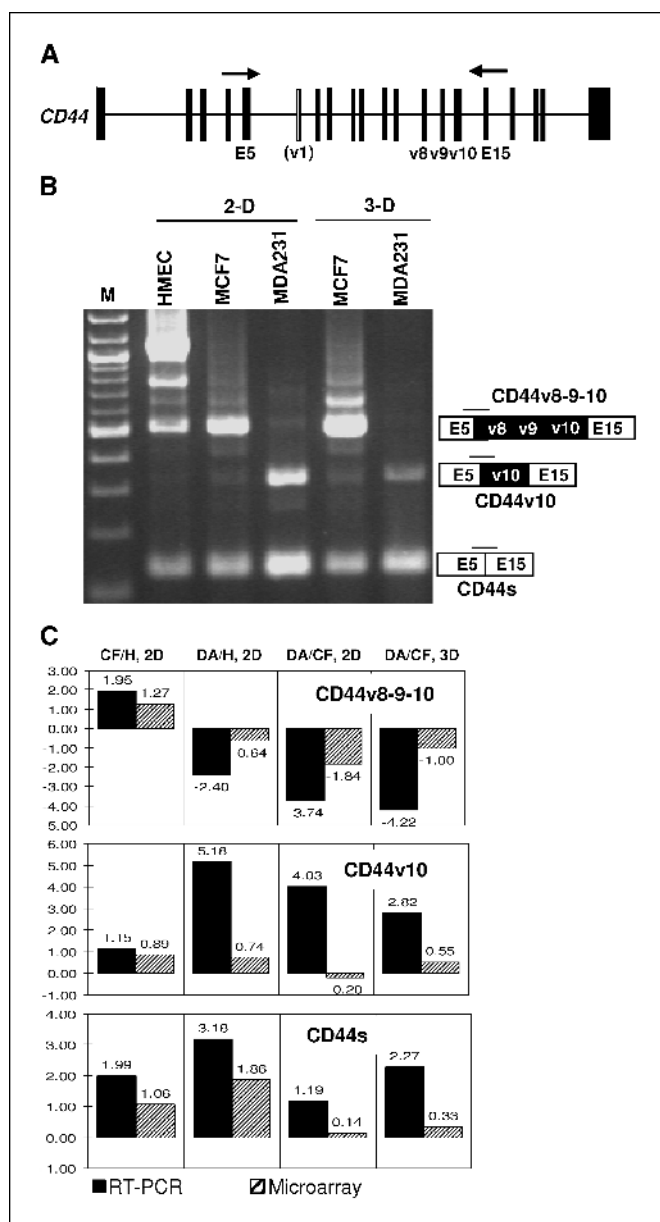 A
CD44
E5 (v1) v8v9v10 E15
B
2-D 3-D
M HMEC MCF7 MDA231 MCF7 MDA231
CD44v8-9-10
E5 v8 v9 v10 E15
E5 v10 E15
CD44v10
E5 E15
CD44s
C
CF/H, 2D DA/H, 2D DA/CF, 2D DA/CF, 3D
3.00
2.00
1.00
0.00
-1.00
2.00
3.00
4.00
5.00
CD44v8-9-10
1.95 1.27
-2.40 0.64
3.74 -1.84
-4.22 -1.00
6.00
5.00
4.00
3.00
2.00
1.00
0.00
-1.00
CD44v10
1.15 0.89
5.18 0.74
4.03 0.20
2.82 0.55
4.00
3.00
2.00
1.00
0.00
1.00
CD44s
1.99 1.06
3.18 1.86
1.19 0.14
2.27 0.33
RT-PCR Microarray